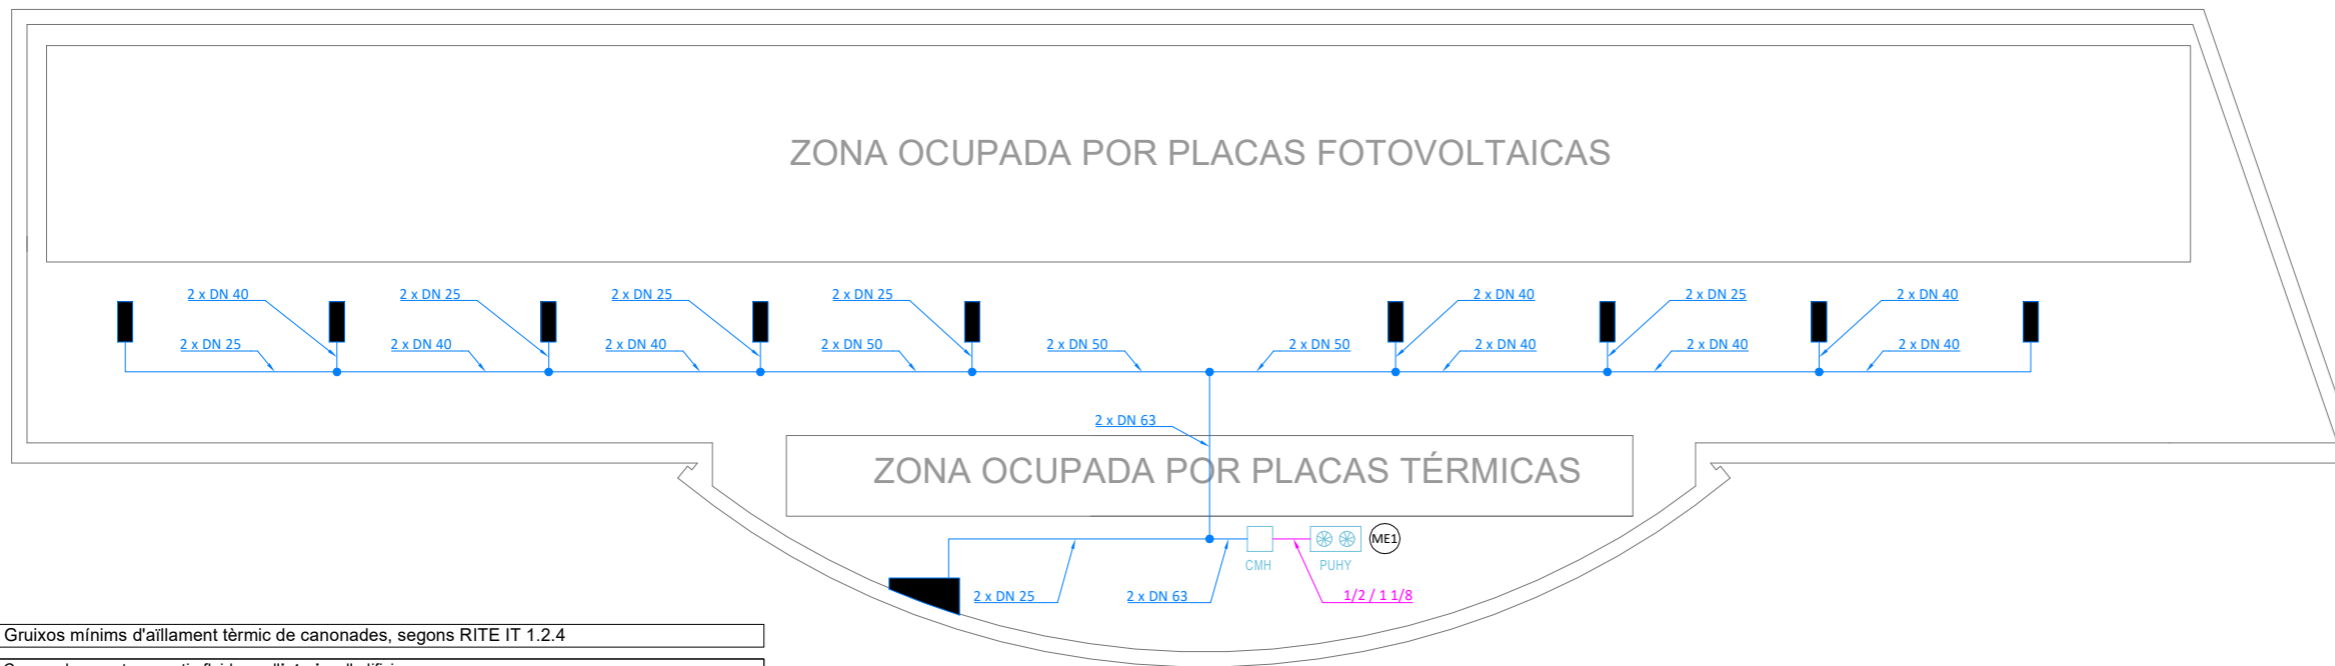 ZONA OCUPADA POR PLACAS FOTOVOLTAICAS
2 x DN 40
2 x DN 25
2 x DN 25
2 x DN 25
2 x DN 40
2 x DN 25
2 x DN 40
2 x DN 25
2 x DN 40
2 x DN 40
2 x DN 50
2 x DN 50
2 x DN 50
2 x DN 40
2 x DN 40
2 x DN 40
2 x DN 63
ZONA OCUPADA POR PLACAS TÉRMICAS
ME1
CMH
PUHY
2 x DN 25
2 x DN 63
1/2 / 1 1/8
Gruixos mínims d'aïllament tèrmic de canonades, segons RITE IT 1.2.4